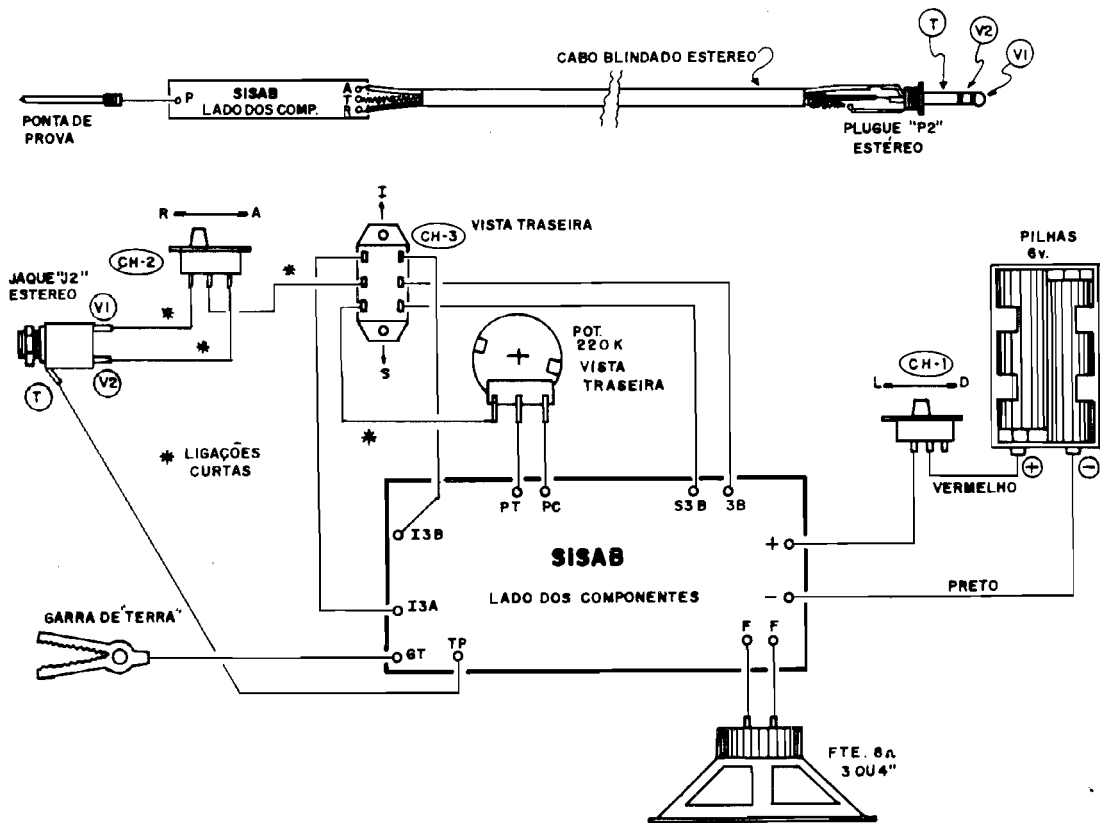 T
V2
V1
CABO BLINDADO ESTEREO
P
SISAB
LADO DOS COMP.
A
T
R
PONTA DE
PROVA
PLUGUE "P2"
ESTÉREO
R A
CH-2
I
CH-3
VISTA TRASEIRA
S
PILHAS
6v.
JAQUE "J2"
ESTEREO
V1
V2
T
*
*
*
*
POT.
220K
VISTA
TRASEIRA
CH-1
L D
* LIGAÇÕES
CURTAS
+
-
VERMELHO
PT
PC
S3B
3B
I3B
SISAB
+
LADO DOS COMPONENTES
-
PRETO
I3A
GARRA DE "TERRA"
GT
TP
F
F
FTE. 8Ω
3 OU 4"